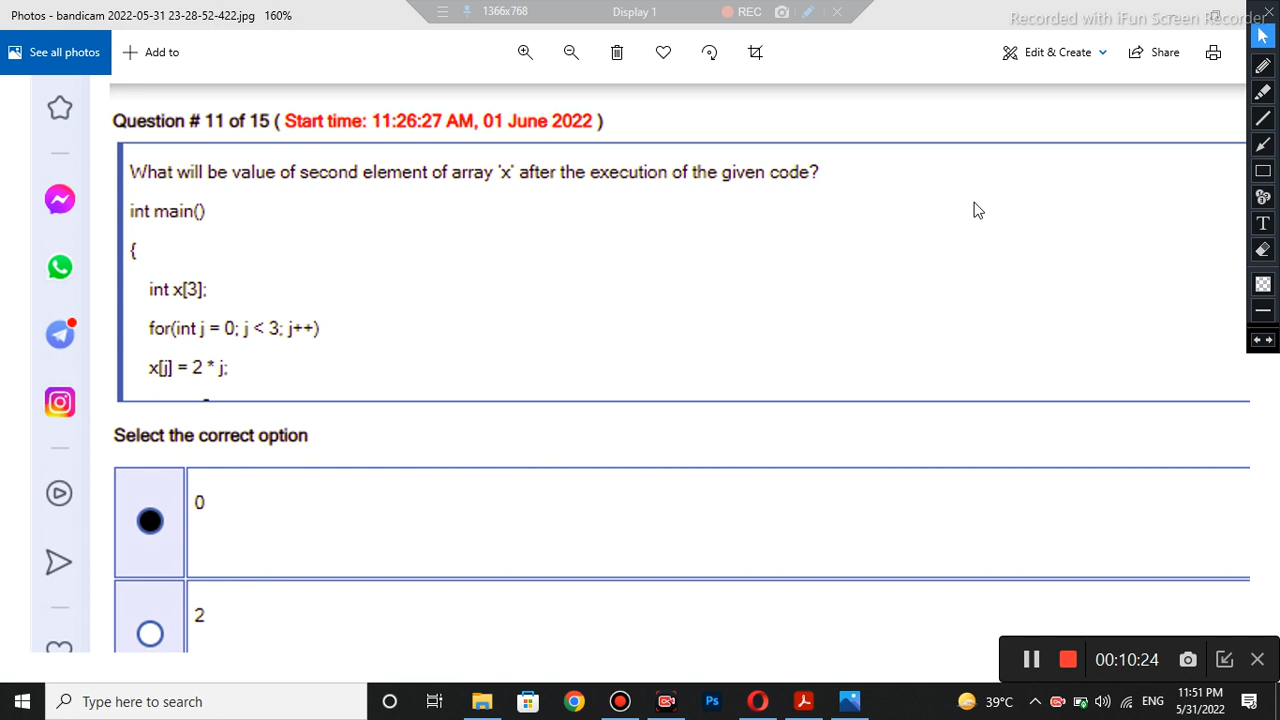 Photos - bandicam 2022-05-31 23-28-52-422.jpg 160%
1366x768 Display 1 REC
Recorded with iFun Screen Recorder
See all photos Add to Edit & Create Share
Question # 11 of 15 ( Start time: 11:26:27 AM, 01 June 2022 )
What will be value of second element of array 'x' after the execution of the given code?
int main()
{
int x[3];
for(int j = 0; j < 3; j++)
x[j] = 2 * j;
Select the correct option
0
2
00:10:24
Type here to search
39°C ENG 11:51 PM
5/31/2022